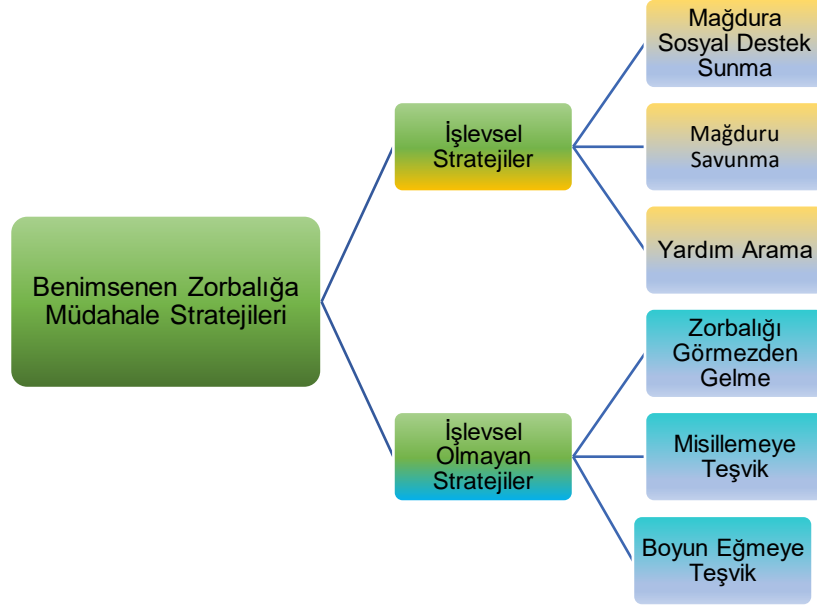 Benimsenen Zorbalığa
Müdahale Stratejileri
İşlevsel
Stratejiler
Mağdura
Sosyal Destek
Sunma
Mağduru
Savunma
Yardım Arama
İşlevsel
Olmayan
Stratejiler
Zorbalığı
Görmezden
Gelme
Misillemeye
Teşvik
Boyun Eğmeye
Teşvik